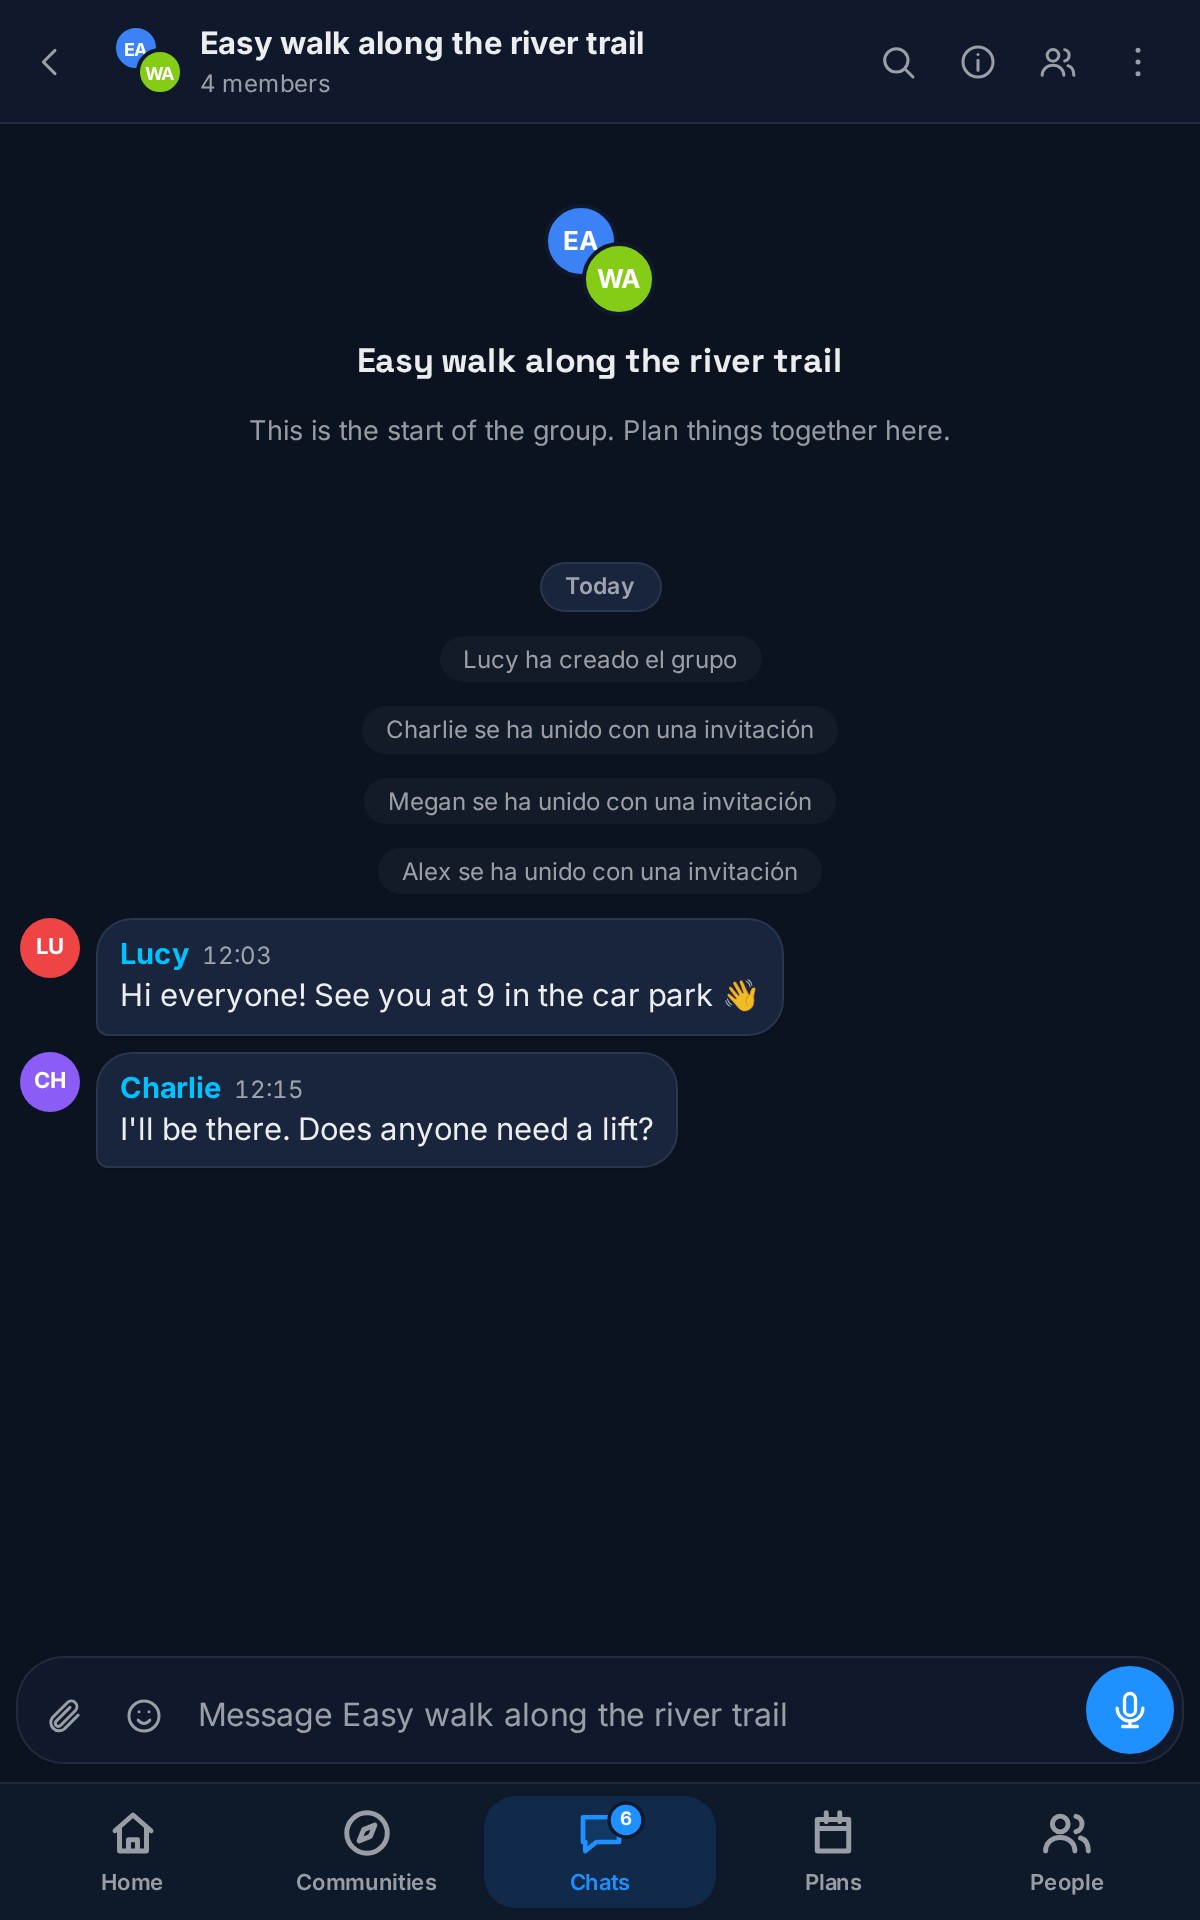 EA
WA
Easy walk along the river trail
4 members
EA
WA
Easy walk along the river trail
This is the start of the group. Plan things together here.
Today
Lucy ha creado el grupo
Charlie se ha unido con una invitación
Megan se ha unido con una invitación
Alex se ha unido con una invitación
LU
Lucy 12:03
Hi everyone! See you at 9 in the car park 👋
CH
Charlie 12:15
I'll be there. Does anyone need a lift?
Message Easy walk along the river trail
6
Home Communities Chats Plans People